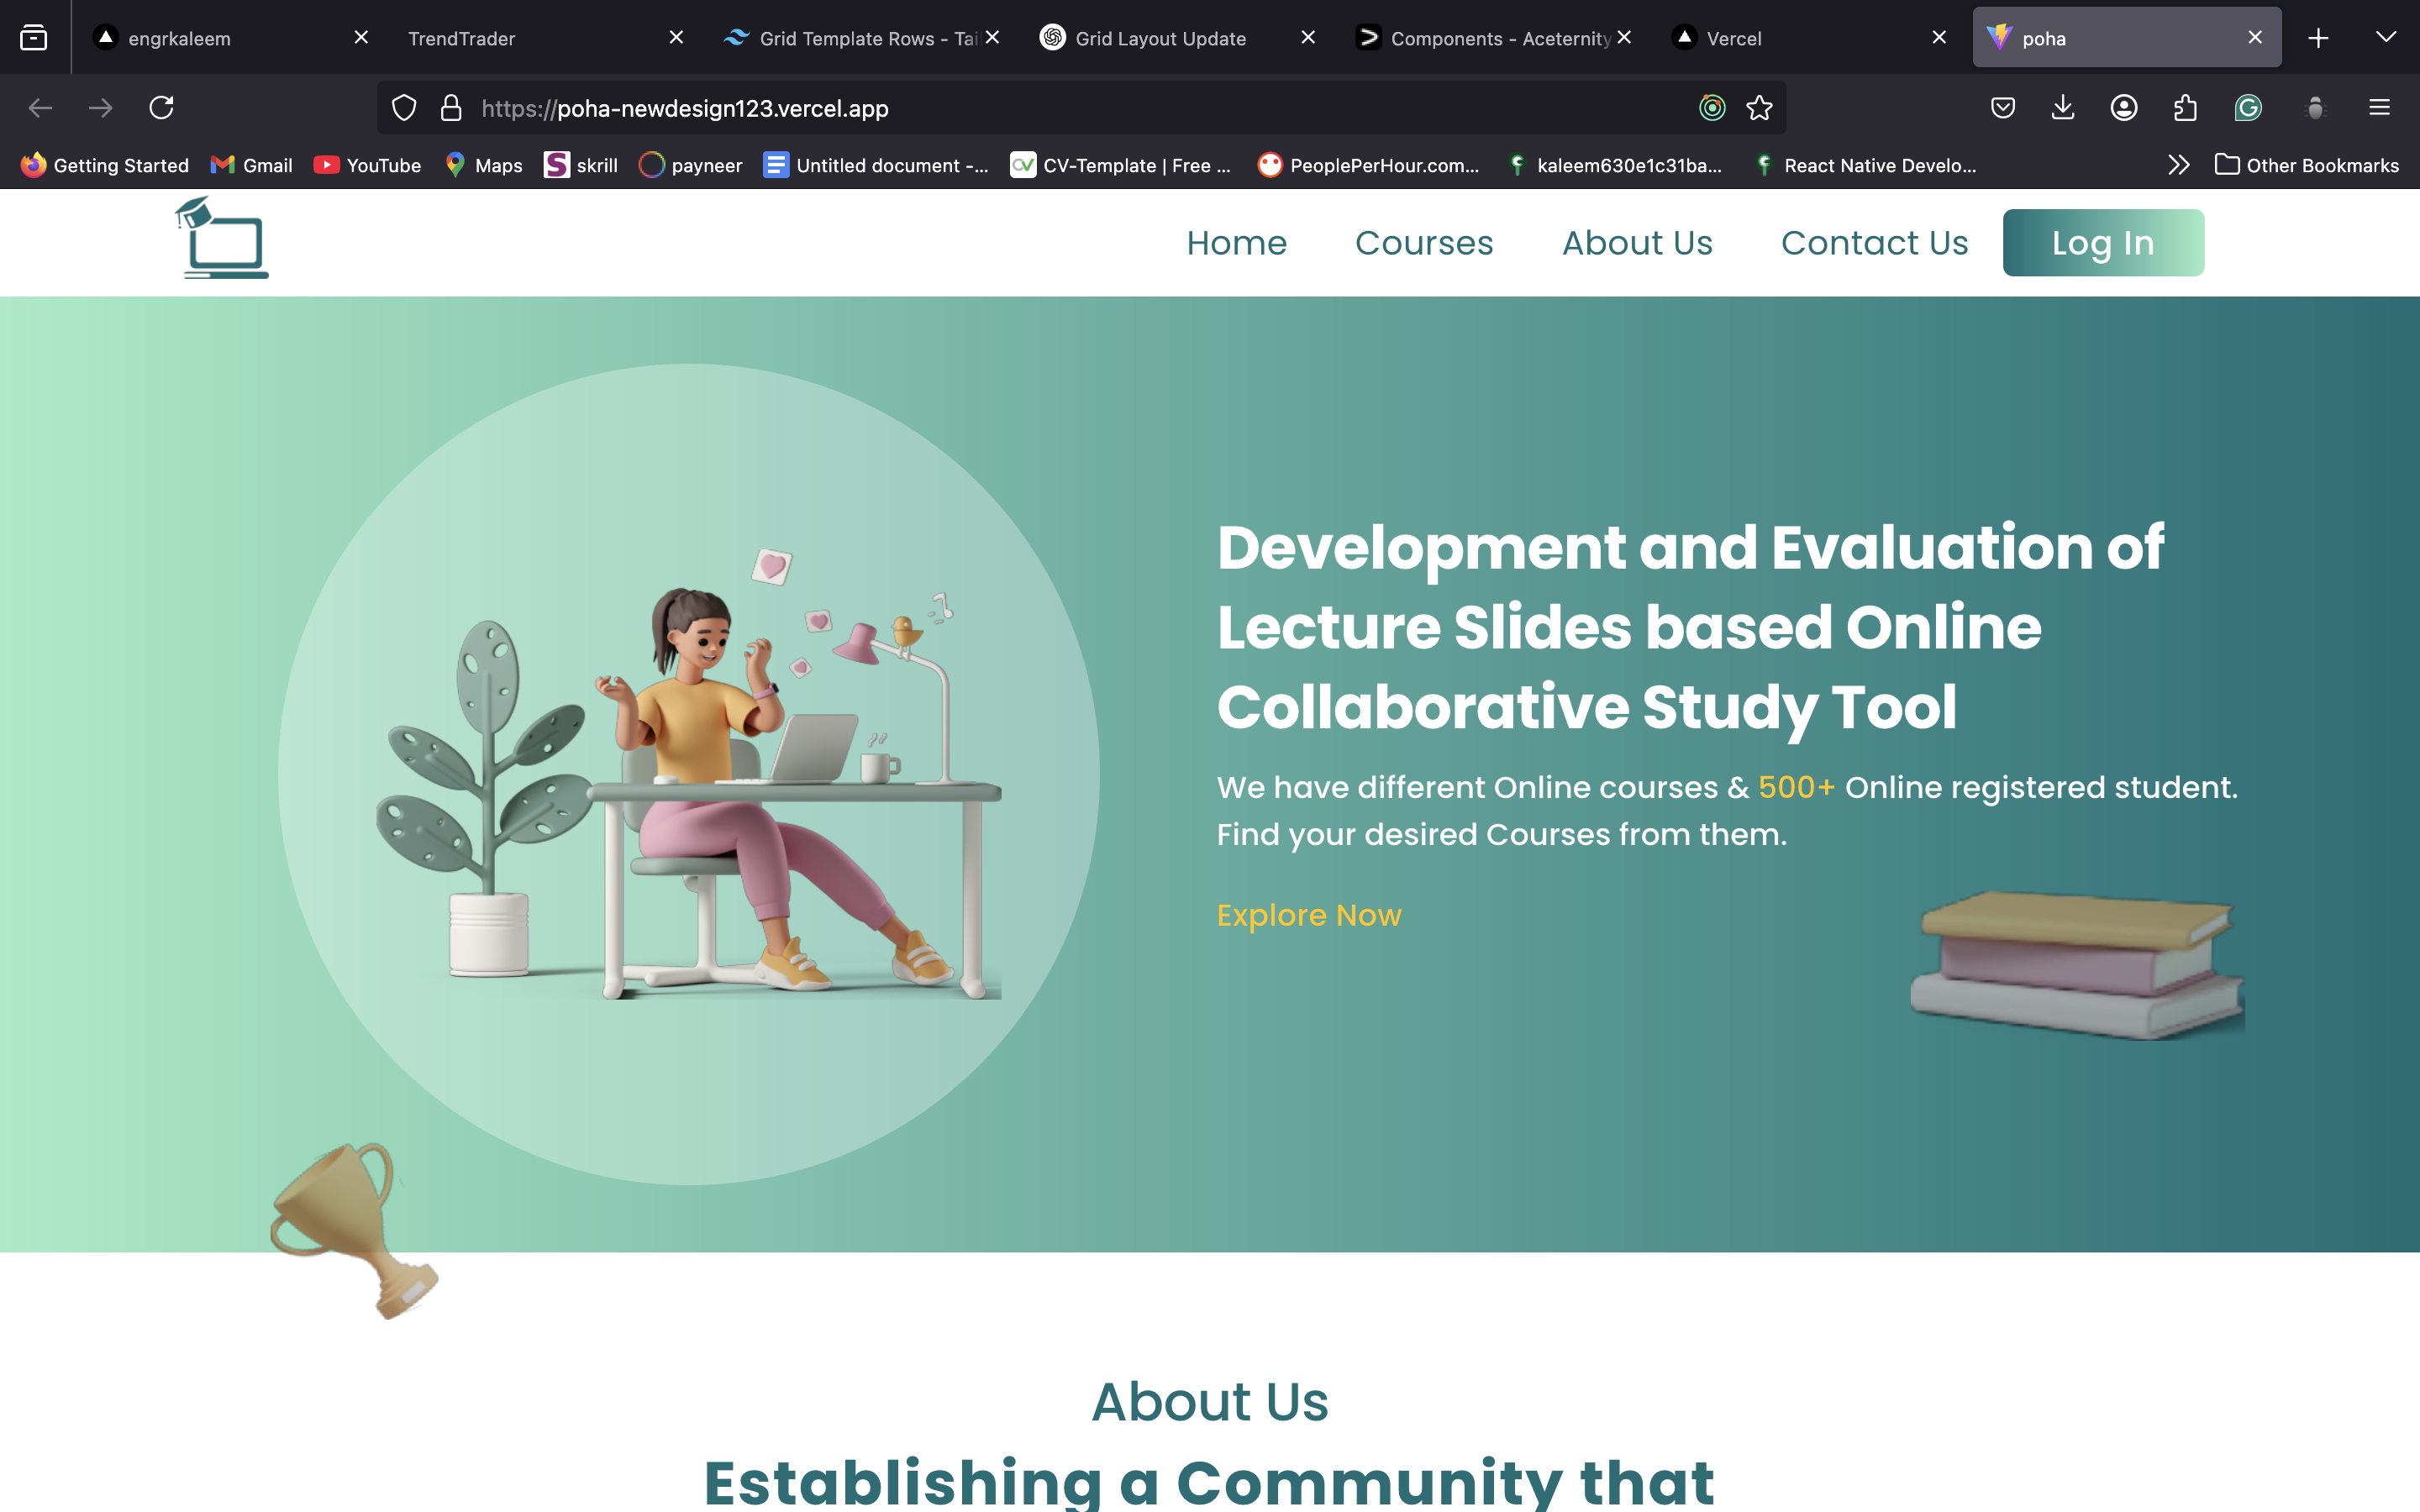 engrkaleem
TrendTrader
Grid Template Rows - Tai
Grid Layout Update
Components - Aceternity
Vercel
poha
https://poha-newdesign123.vercel.app
Getting Started
Gmail
YouTube
Maps
skrill
payneer
Untitled document -...
CV-Template | Free ...
PeoplePerHour.com...
kaleem630e1c31ba...
React Native Develo...
Other Bookmarks
Home
Courses
About Us
Contact Us
Log In
Development and Evaluation of
Lecture Slides based Online
Collaborative Study Tool
We have different Online courses & 500+ Online registered student.
Find your desired Courses from them.
Explore Now
About Us
Establishing a Community that